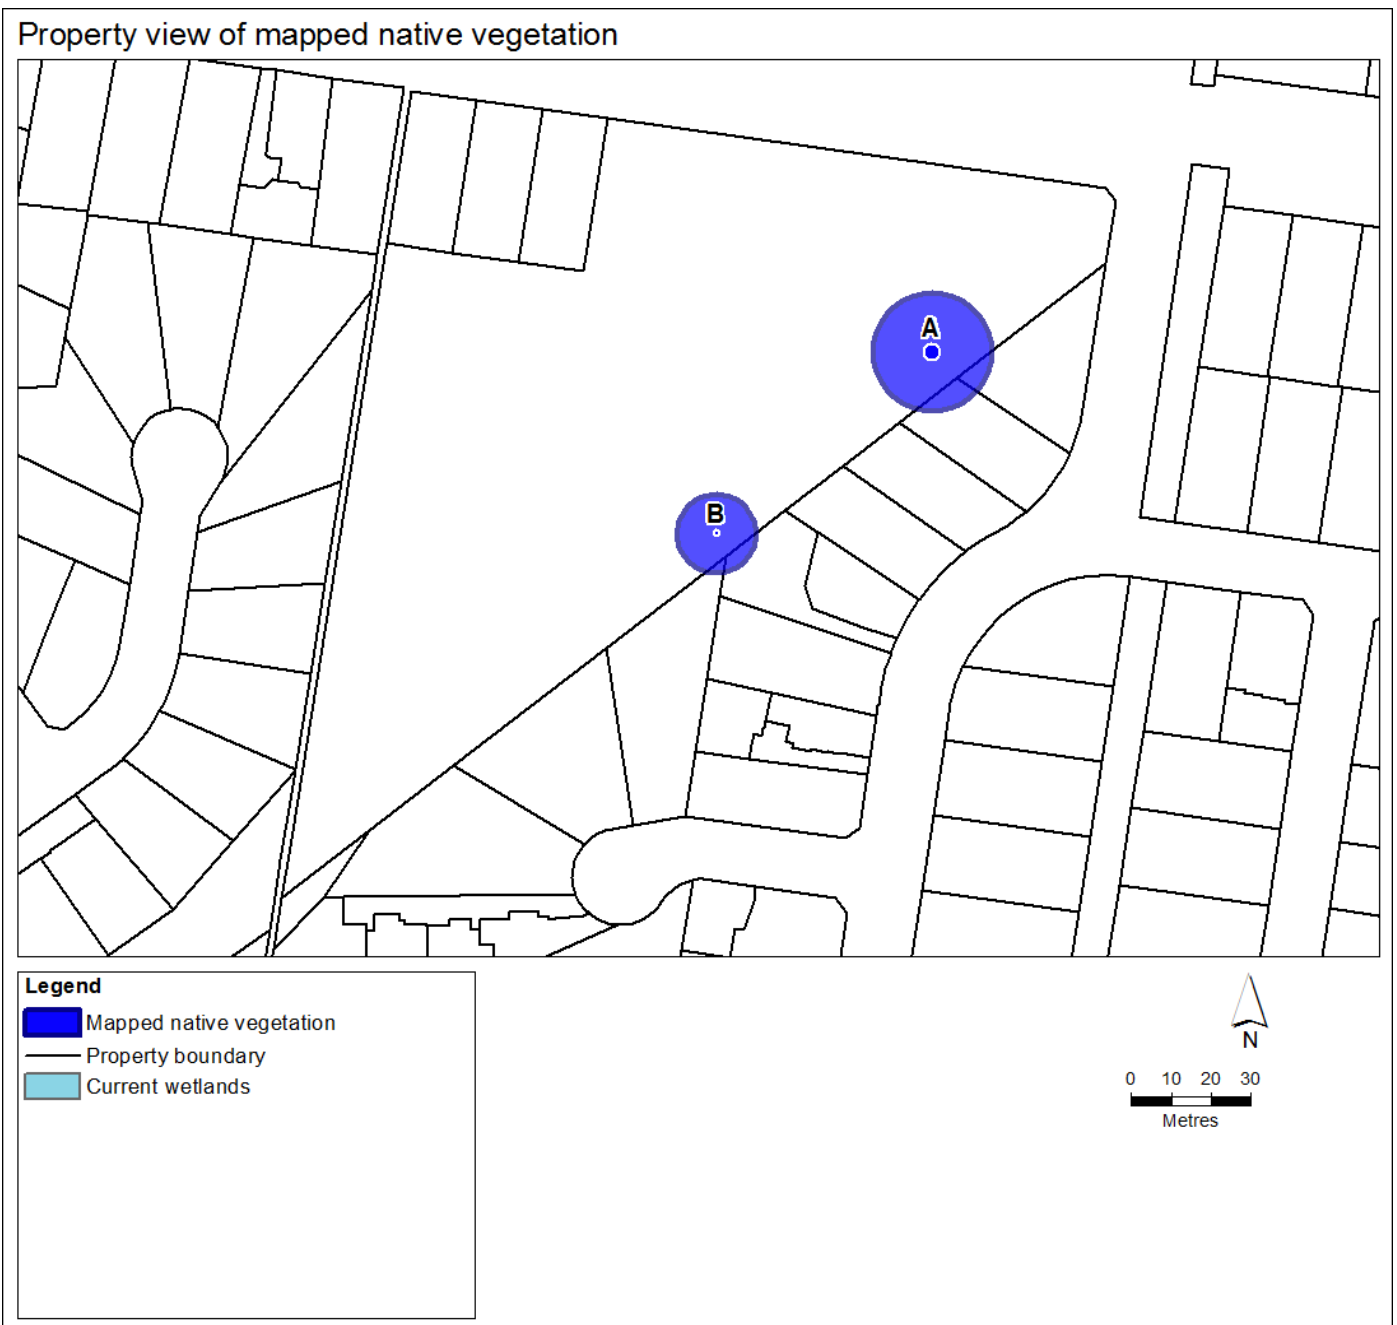 Property view of mapped native vegetation
A
B
Legend
Mapped native vegetation
Property boundary
Current wetlands
N
0 10 20 30
Metres